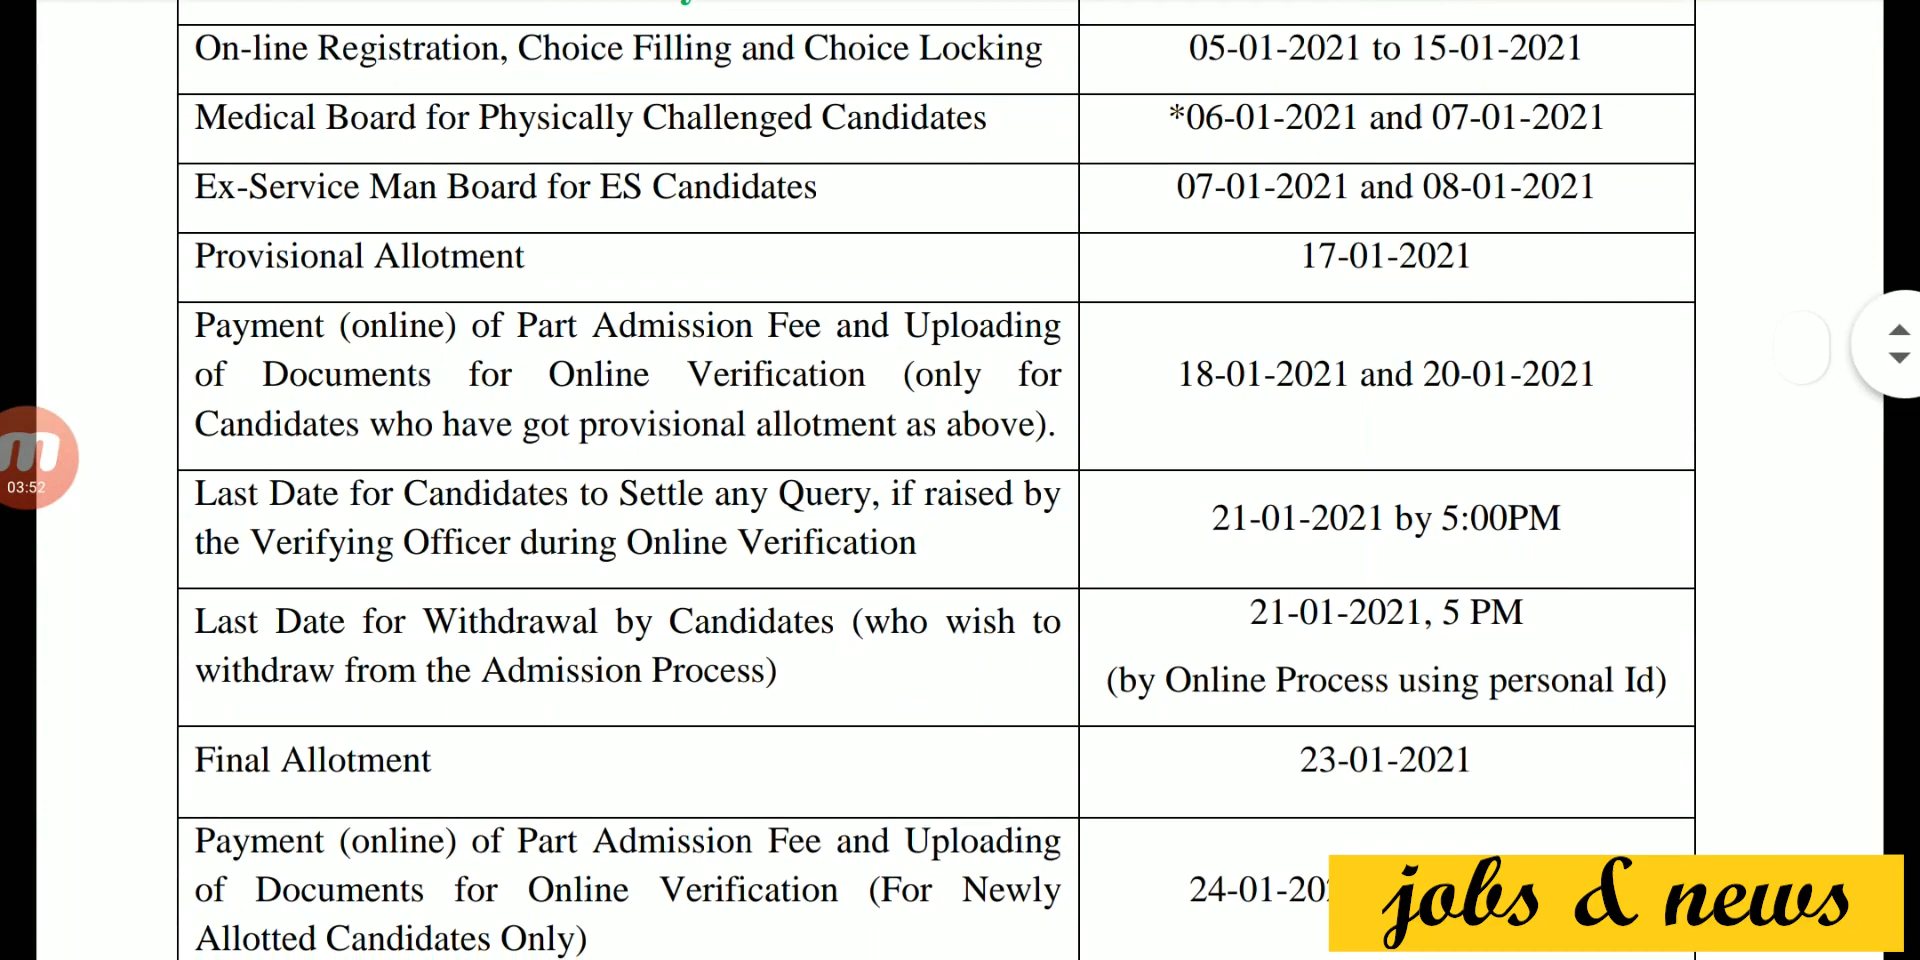 On-line Registration, Choice Filling and Choice Locking
05-01-2021 to 15-01-2021
Medical Board for Physically Challenged Candidates
*06-01-2021 and 07-01-2021
Ex-Service Man Board for ES Candidates
07-01-2021 and 08-01-2021
Provisional Allotment
17-01-2021
Payment (online) of Part Admission Fee and Uploading
of Documents for Online Verification (only for
Candidates who have got provisional allotment as above).
18-01-2021 and 20-01-2021
Last Date for Candidates to Settle any Query, if raised by
the Verifying Officer during Online Verification
21-01-2021 by 5:00PM
Last Date for Withdrawal by Candidates (who wish to
withdraw from the Admission Process)
21-01-2021, 5 PM
(by Online Process using personal Id)
Final Allotment
23-01-2021
Payment (online) of Part Admission Fee and Uploading
of Documents for Online Verification (For Newly
Allotted Candidates Only)
24-01-20
jobs & news
m
03:52